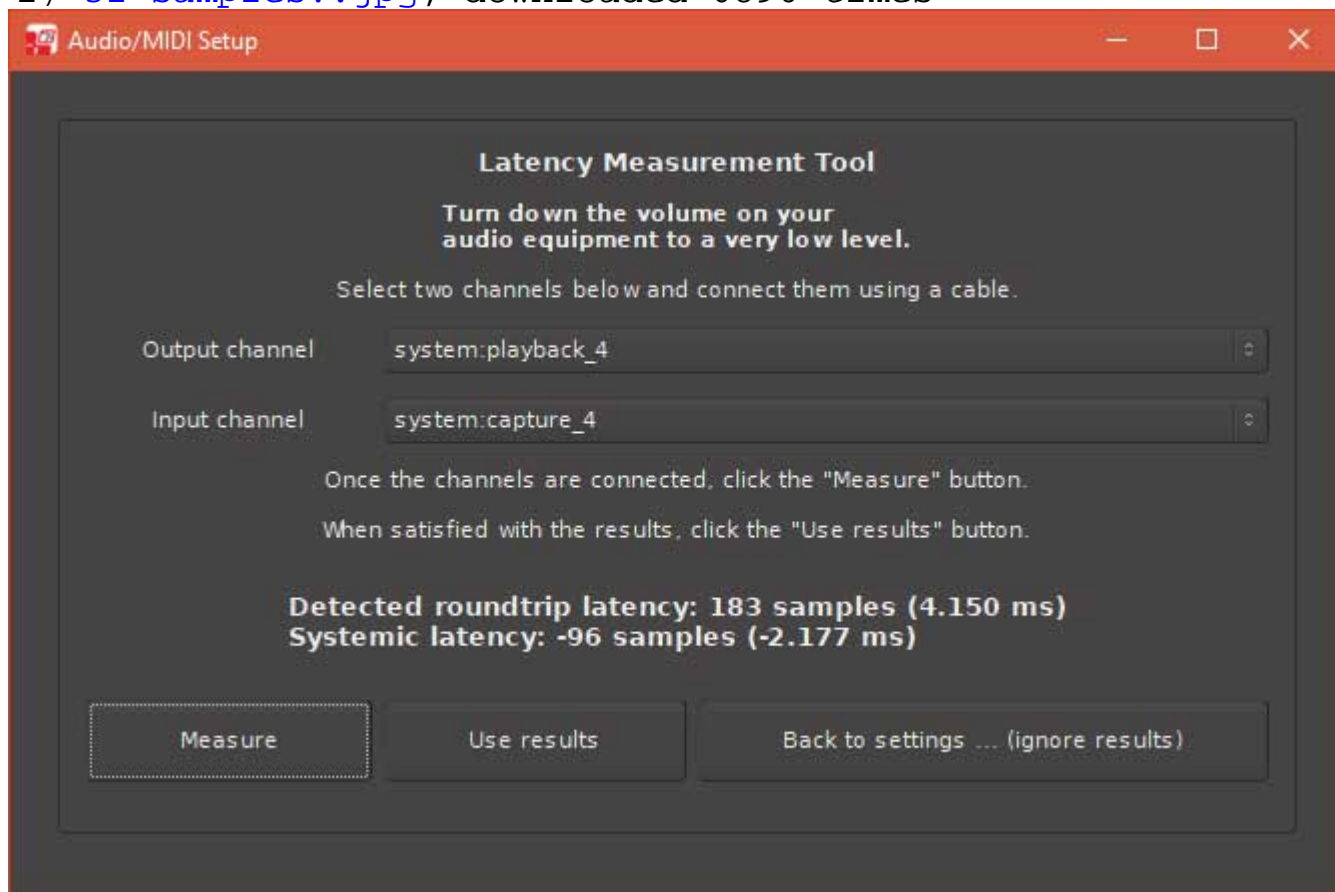 Audio/MIDI Setup
Latency Measurement Tool
Turn down the volume on your
audio equipment to a very low level.
Select two channels below and connect them using a cable.
Output channel system:playback_4
Input channel system:capture_4
Once the channels are connected, click the "Measure" button.
When satisfied with the results, click the "Use results" button.
Detected roundtrip latency: 183 samples (4.150 ms)
Systemic latency: -96 samples (-2.177 ms)
Measure Use results Back to settings ... (ignore results)